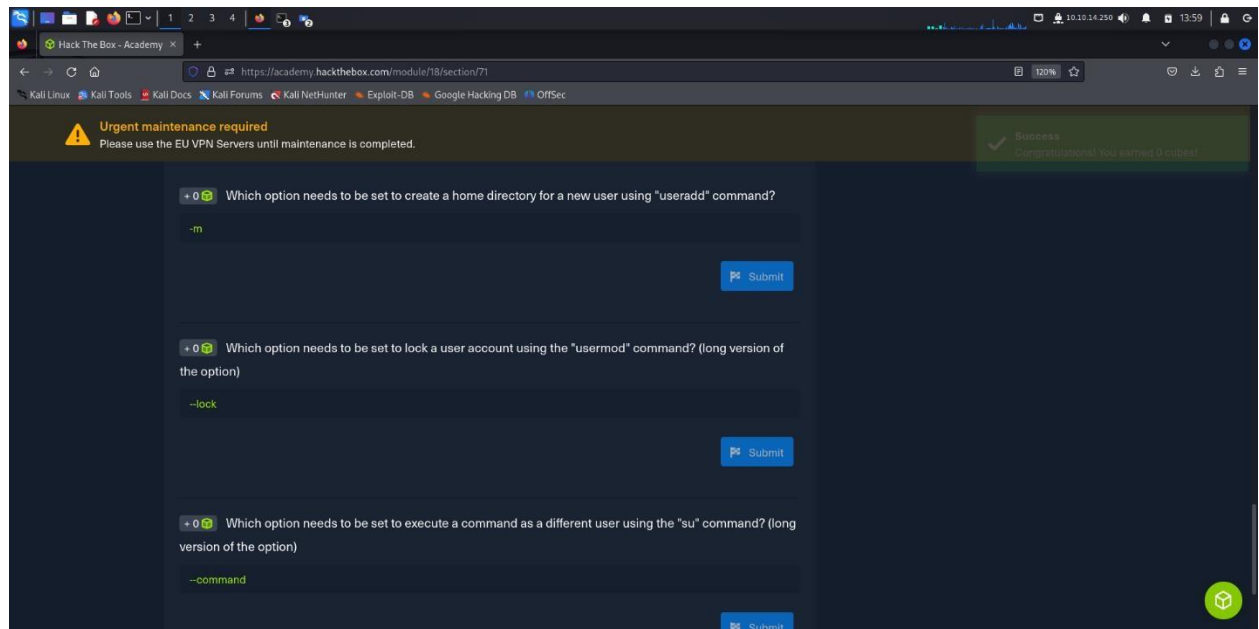 1 2 3 4
10.10.14.250
13:59
Hack The Box - Academy
https://academy.hackthebox.com/module/18/section/71
120%
Kali Linux Kali Tools Kali Docs Kali Forums Kali NetHunter Exploit-DB Google Hacking DB OffSec
Urgent maintenance required
Please use the EU VPN Servers until maintenance is completed.
Success
Congratulations! You earned 0 cubes!
+ 0 Which option needs to be set to create a home directory for a new user using "useradd" command?
-m
Submit
+ 0 Which option needs to be set to lock a user account using the "usermod" command? (long version of
the option)
--lock
Submit
+ 0 Which option needs to be set to execute a command as a different user using the "su" command? (long
version of the option)
--command
Submit